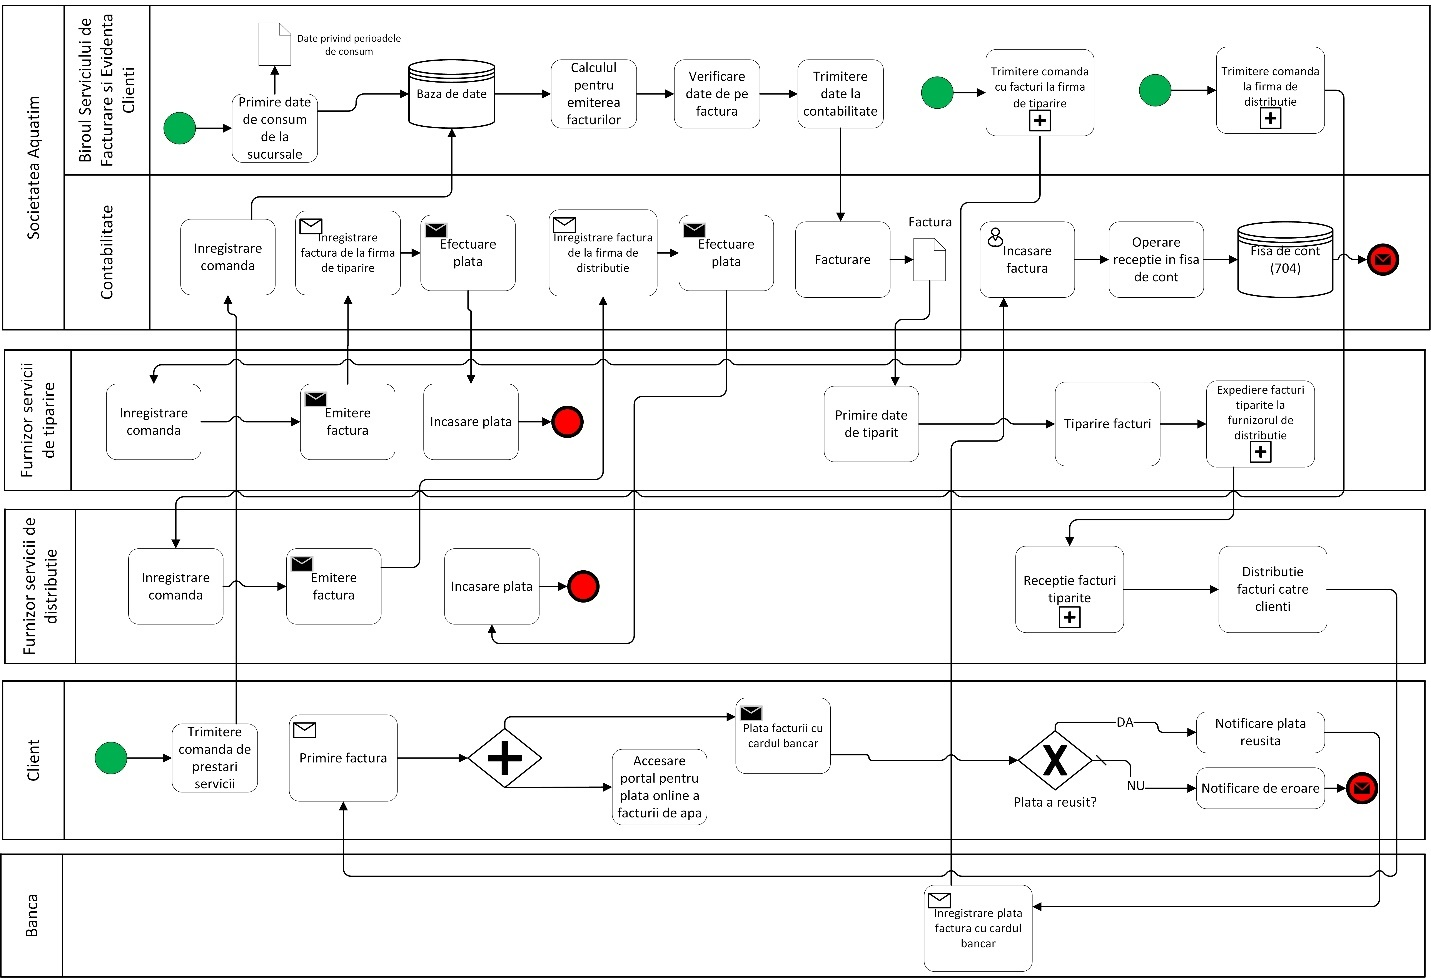 Societatea Aquatim
Biroul Serviciului de
Facturare si Evidenta
Clienti
Date privind perioadele
de consum
Primire date
de consum
de la
sucursale
Baza de date
Calculul
pentru
emiterea
facturilor
Verificare
date de pe
factura
Trimitere
date la
contabilitate
Trimitere comanda
cu facturi la firma
de tiparire
Trimitere comanda
la firma de
distributie
Contabilitate
Inregistrare
comanda
Inregistrare
factura de la firma
de tiparire
Efectuare
plata
Inregistrare factura
de la firma de
distributie
Efectuare
plata
Facturare
Factura
Incasare
factura
Operare
receptie in fisa
de cont
Fisa de cont
(704)
Furnizor servicii
de tiparire
Inregistrare
comanda
Emitere
factura
Incasare plata
Primire date
de tiparit
Tiparire facturi
Expediere facturi
tiparite la
furnizorul de
distributie
Furnizor servicii de
distributie
Inregistrare
comanda
Emitere
factura
Incasare plata
Receptie facturi
tiparite
Distributie
facturi catre
clienti
Client
Trimitere
comanda de
prestari
servicii
Primire factura
Accesare
portal pentru
plata online a
facturii de apa
Plata facturii cu
cardul bancar
Plata a reusit?
DA
NU
Notificare plata
reusita
Notificare de eroare
Banca
Inregistrare plata
factura cu cardul
bancar